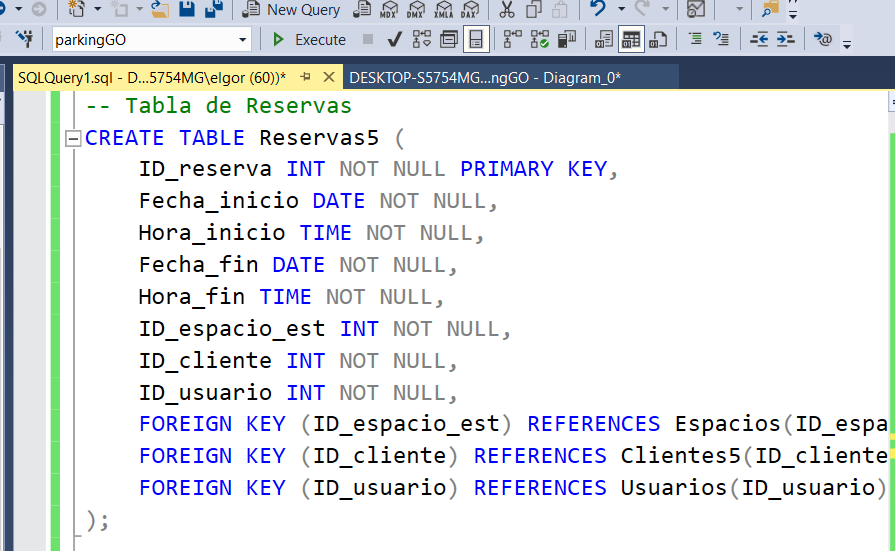 New Query
MDX DMX XMLA DAX
parkingGO
Execute
SQLQuery1.sql - D...5754MG\elgor (60))*
DESKTOP-S5754MG...ngGO - Diagram_0*
-- Tabla de Reservas
CREATE TABLE Reservas5 (
ID_reserva INT NOT NULL PRIMARY KEY,
Fecha_inicio DATE NOT NULL,
Hora_inicio TIME NOT NULL,
Fecha_fin DATE NOT NULL,
Hora_fin TIME NOT NULL,
ID_espacio_est INT NOT NULL,
ID_cliente INT NOT NULL,
ID_usuario INT NOT NULL,
FOREIGN KEY (ID_espacio_est) REFERENCES Espacios(ID_espa
FOREIGN KEY (ID_cliente) REFERENCES Clientes5(ID_cliente
FOREIGN KEY (ID_usuario) REFERENCES Usuarios(ID_usuario)
);